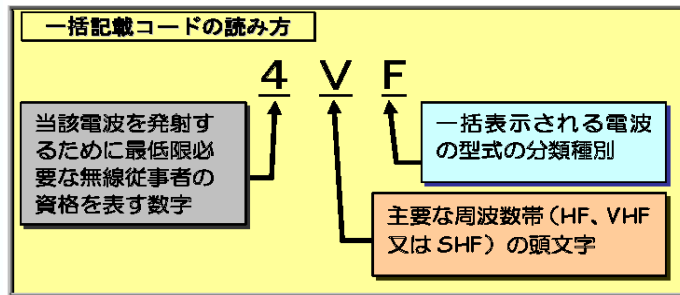 一括記載コードの読み方
4 V F
当該電波を発射す
るために最低限必
要な無線従事者の
資格を表す数字
一括表示される電波
の型式の分類種別
主要な周波数帯（HF、VHF
又はSHF）の頭文字